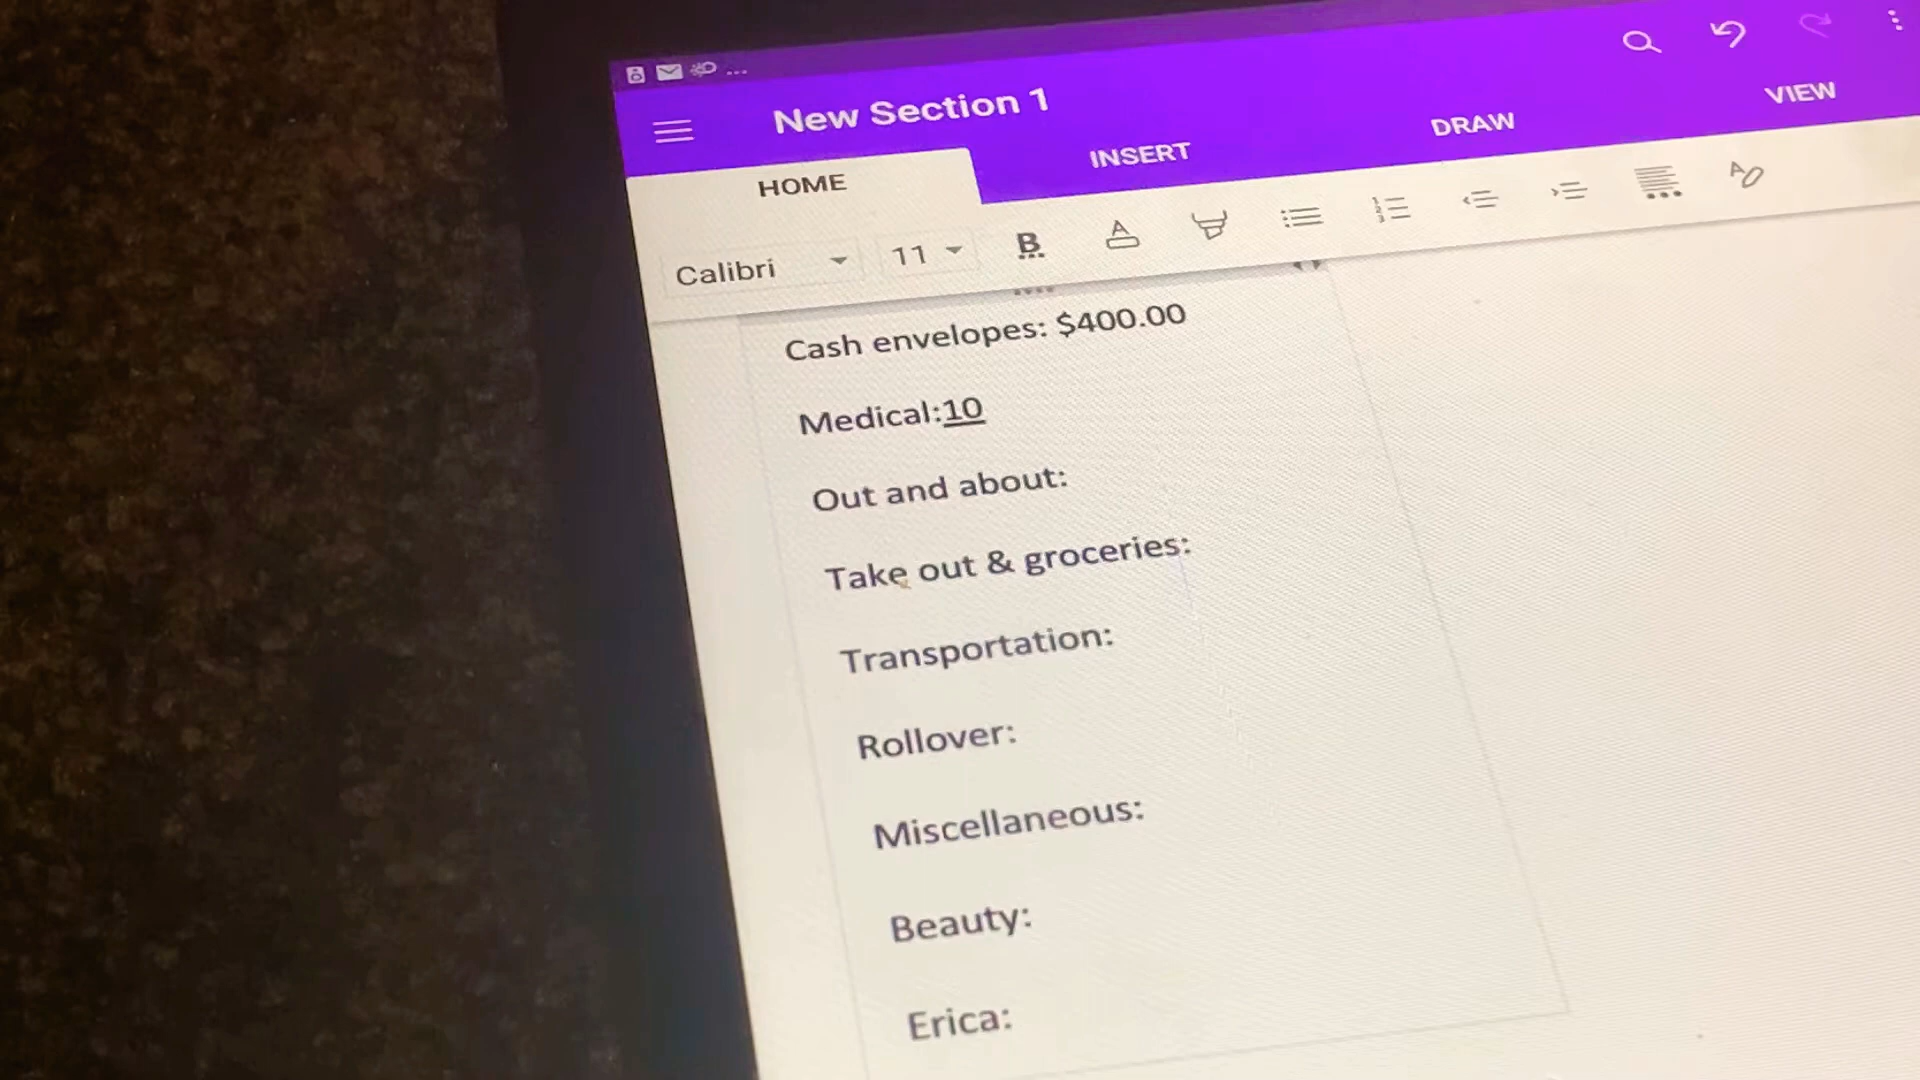 New Section 1
HOME
INSERT
DRAW
VIEW
Calibri
11
B
Cash envelopes: $400.00
Medical:10
Out and about:
Take out & groceries:
Transportation:
Rollover:
Miscellaneous:
Beauty:
Erica: